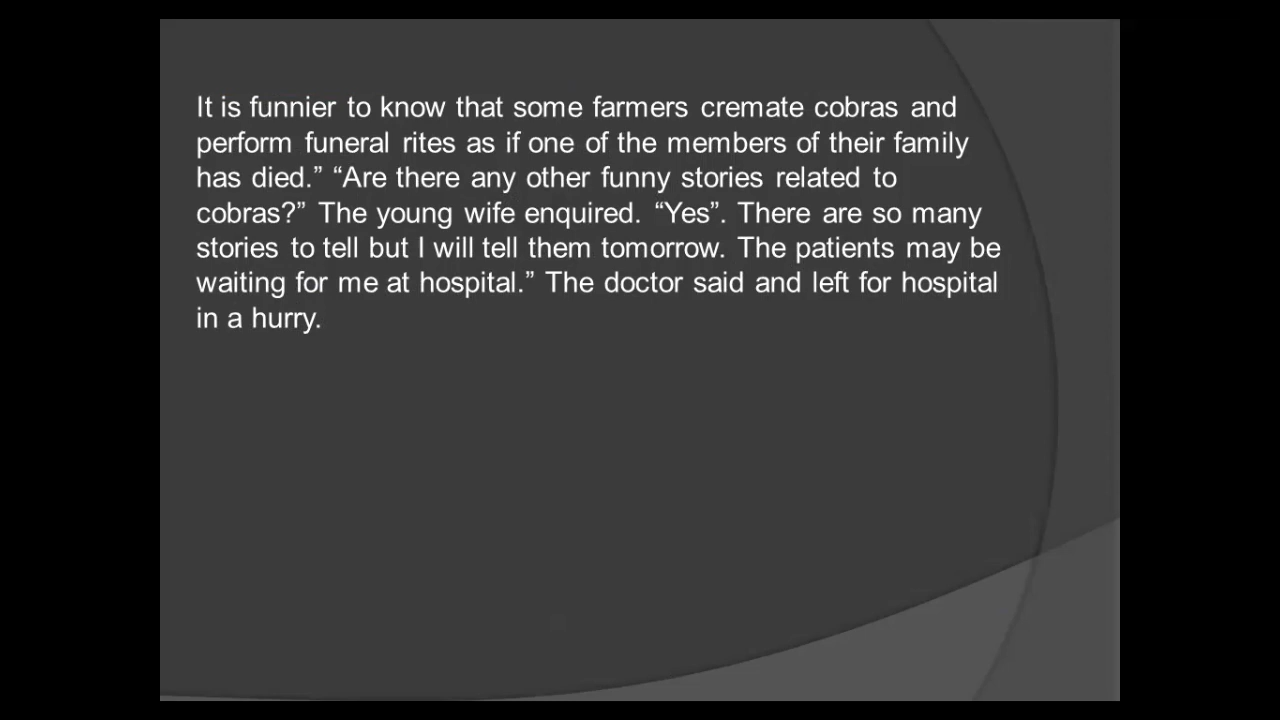 It is funnier to know that some farmers cremate cobras and
perform funeral rites as if one of the members of their family
has died.” “Are there any other funny stories related to
cobras?” The young wife enquired. “Yes”. There are so many
stories to tell but I will tell them tomorrow. The patients may be
waiting for me at hospital.” The doctor said and left for hospital
in a hurry.